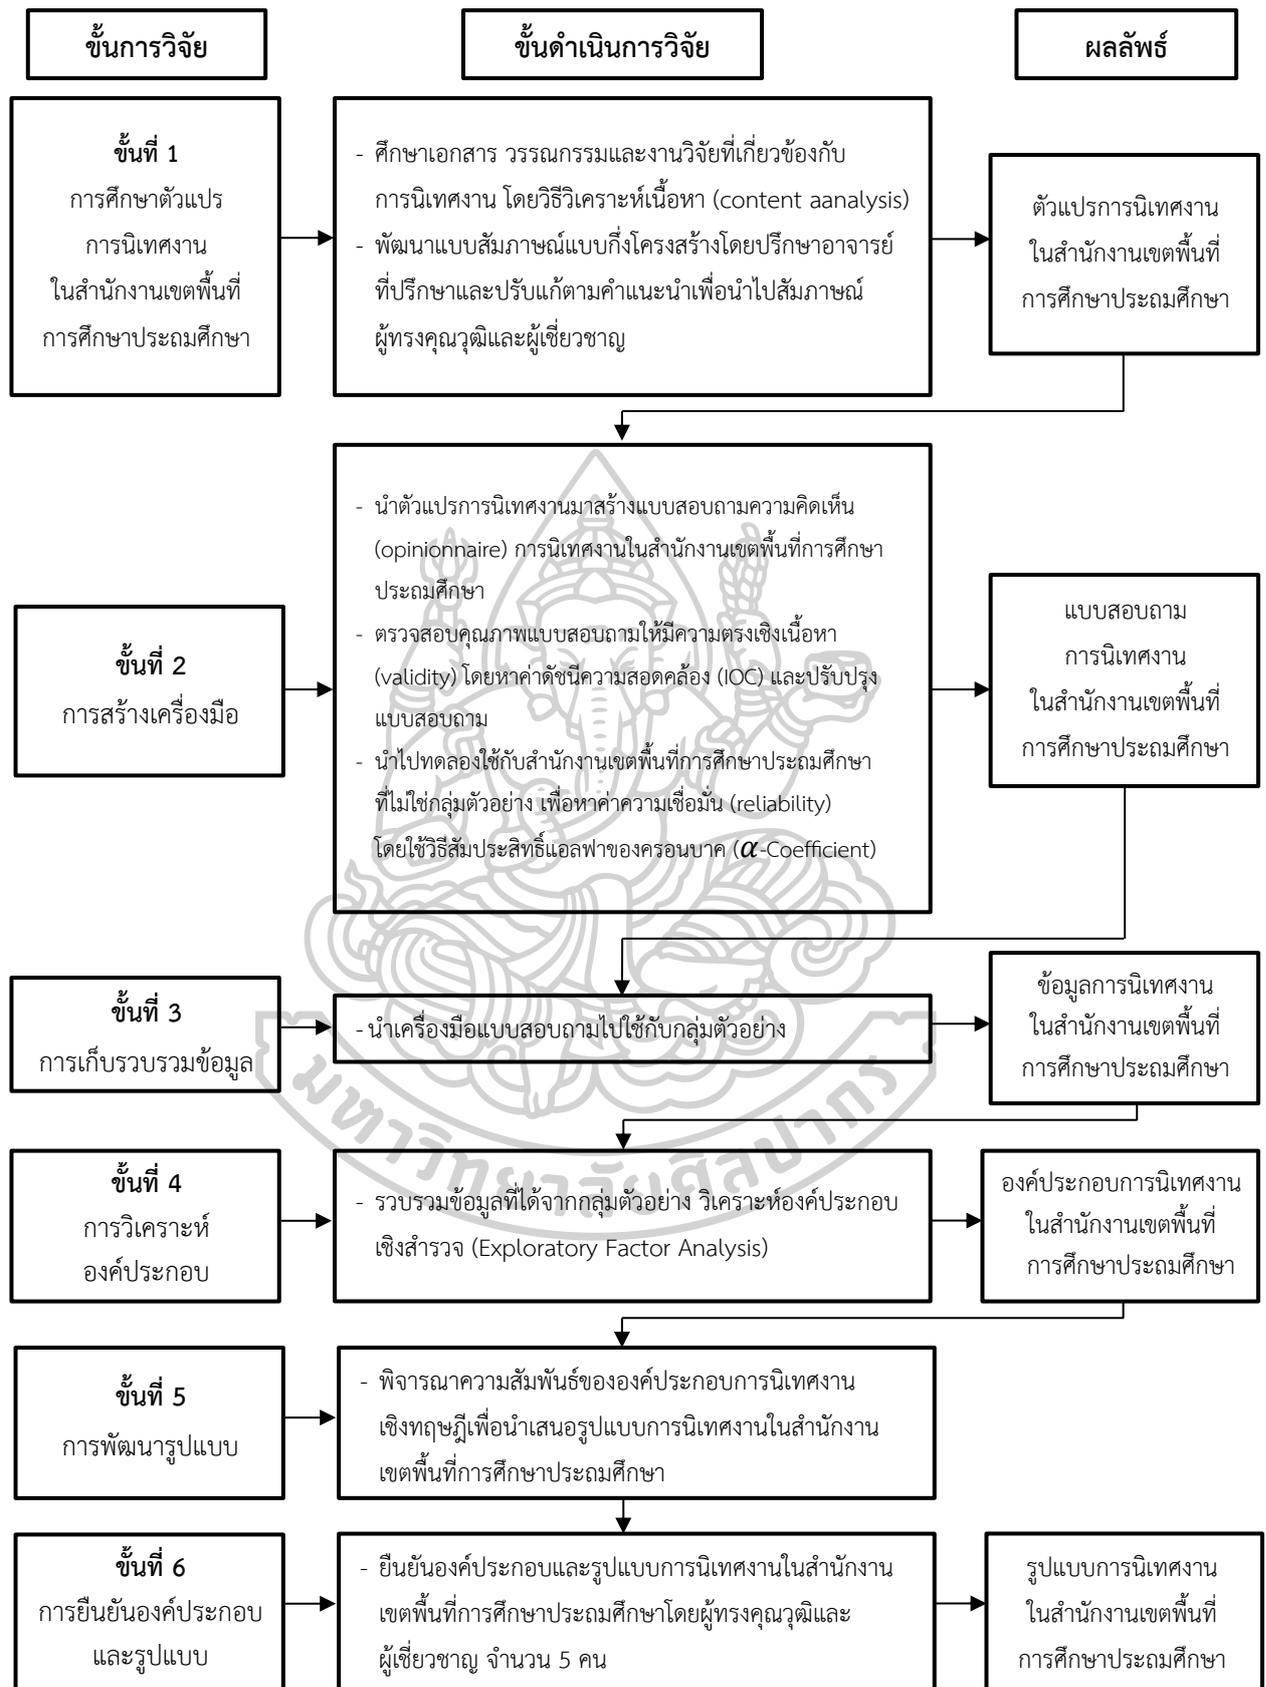 ขั้นการวิจัย
ขั้นดำเนินการวิจัย
ผลลัพธ์
ขั้นที่ 1
การศึกษาตัวแปร
การนิเทศงาน
ในสำนักงานเขตพื้นที่
การศึกษาประถมศึกษา
- ศึกษาเอกสาร วรรณกรรมและงานวิจัยที่เกี่ยวข้องกับ
การนิเทศงาน โดยวิธีวิเคราะห์เนื้อหา (content aanalysis)
- พัฒนาแบบสัมภาษณ์แบบกึ่งโครงสร้างโดยปรึกษาอาจารย์
ที่ปรึกษาและปรับแก้ตามคำแนะนำเพื่อนำไปสัมภาษณ์
ผู้ทรงคุณวุฒิและผู้เชี่ยวชาญ
ตัวแปรการนิเทศงาน
ในสำนักงานเขตพื้นที่
การศึกษาประถมศึกษา
ขั้นที่ 2
การสร้างเครื่องมือ
- นำตัวแปรการนิเทศงานมาสร้างแบบสอบถามความคิดเห็น
(opinionnaire) การนิเทศงานในสำนักงานเขตพื้นที่การศึกษา
ประถมศึกษา
- ตรวจสอบคุณภาพแบบสอบถามให้มีความตรงเชิงเนื้อหา
(validity) โดยหาค่าดัชนีความสอดคล้อง (IOC) และปรับปรุง
แบบสอบถาม
- นำไปทดลองใช้กับสำนักงานเขตพื้นที่การศึกษาประถมศึกษา
ที่ไม่ใช่กลุ่มตัวอย่าง เพื่อหาค่าความเชื่อมั่น (reliability)
โดยใช้วิธีสัมประสิทธิ์แอลฟาของครอนบาค (α-Coefficient)
แบบสอบถาม
การนิเทศงาน
ในสำนักงานเขตพื้นที่
การศึกษาประถมศึกษา
ขั้นที่ 3
การเก็บรวบรวมข้อมูล
- นำเครื่องมือแบบสอบถามไปใช้กับกลุ่มตัวอย่าง
ข้อมูลการนิเทศงาน
ในสำนักงานเขตพื้นที่
การศึกษาประถมศึกษา
มหาวิทยาลัยศิลปากร
ขั้นที่ 4
การวิเคราะห์
องค์ประกอบ
- รวบรวมข้อมูลที่ได้จากกลุ่มตัวอย่าง วิเคราะห์องค์ประกอบ
เชิงสำรวจ (Exploratory Factor Analysis)
องค์ประกอบการนิเทศงาน
ในสำนักงานเขตพื้นที่
การศึกษาประถมศึกษา
ขั้นที่ 5
การพัฒนารูปแบบ
- พิจารณาความสัมพันธ์ขององค์ประกอบการนิเทศงาน
เชิงทฤษฎีเพื่อนำเสนอรูปแบบการนิเทศงานในสำนักงาน
เขตพื้นที่การศึกษาประถมศึกษา
ขั้นที่ 6
การยืนยันองค์ประกอบ
และรูปแบบ
- ยืนยันองค์ประกอบและรูปแบบการนิเทศงานในสำนักงาน
เขตพื้นที่การศึกษาประถมศึกษาโดยผู้ทรงคุณวุฒิและ
ผู้เชี่ยวชาญ จำนวน 5 คน
รูปแบบการนิเทศงาน
ในสำนักงานเขตพื้นที่
การศึกษาประถมศึกษา